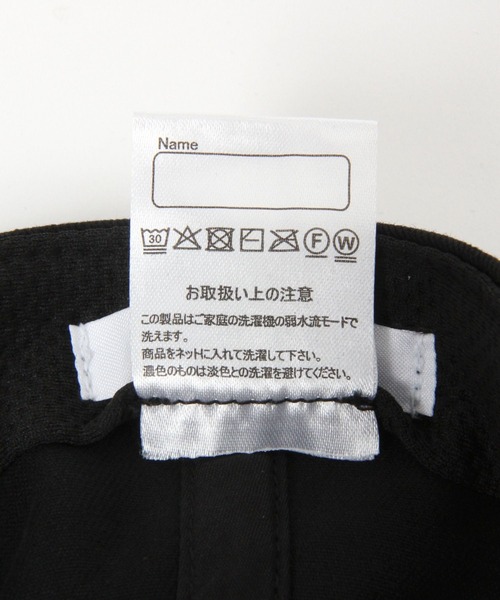 Name
30 F W
お取扱い上の注意
この製品はご家庭の洗濯機の弱水流モードで
洗えます。
商品をネットに入れて洗濯して下さい。
濃色のものは淡色との洗濯を避けてください。